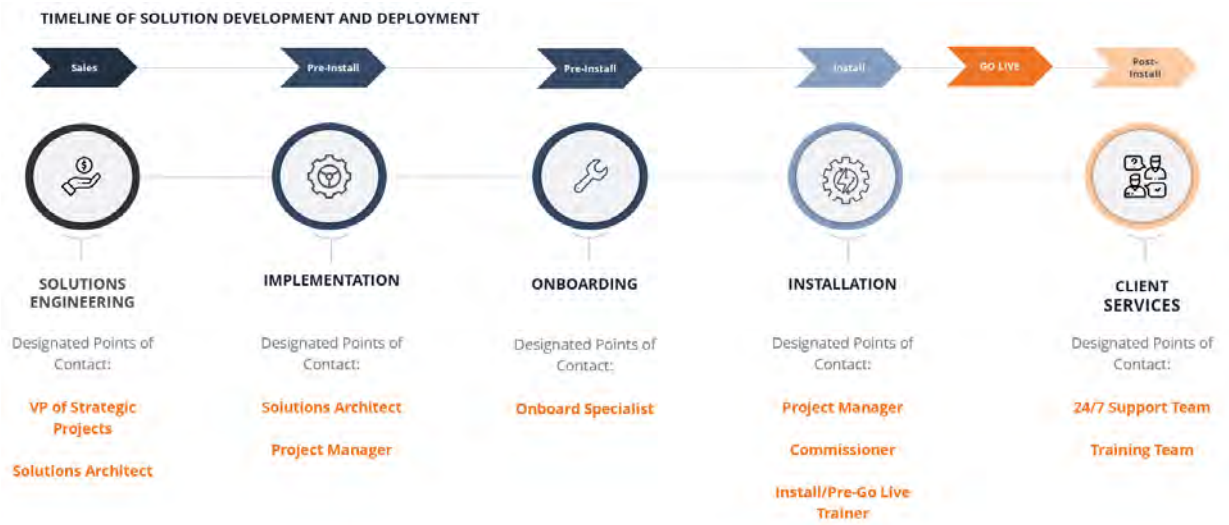 TIMELINE OF SOLUTION DEVELOPMENT AND DEPLOYMENT
Sales
Pre-Install
Pre-Install
Install
GO LIVE
Post-
Install
?
$
SOLUTIONS
ENGINEERING
Designated Points of
Contact:
VP of Strategic
Projects
Solutions Architect
IMPLEMENTATION
Designated Points of
Contact:
Solutions Architect
Project Manager
ONBOARDING
Designated Points of
Contact:
Onboard Specialist
INSTALLATION
Designated Points of
Contact:
Project Manager
Commissioner
Install/Pre-Go Live
Trainer
CLIENT
SERVICES
Designated Points of
Contact:
24/7 Support Team
Training Team